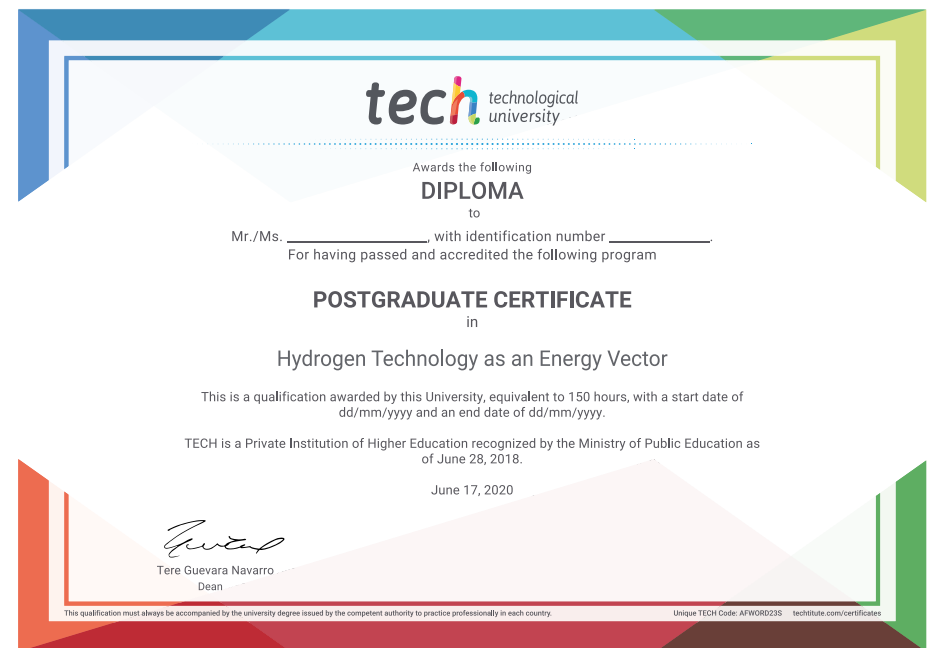 tech technological
university
Awards the following
DIPLOMA
to
Mr./Ms. ____________________, with identification number ______________.
For having passed and accredited the following program
POSTGRADUATE CERTIFICATE
in
Hydrogen Technology as an Energy Vector
This is a qualification awarded by this University, equivalent to 150 hours, with a start date of
dd/mm/yyyy and an end date of dd/mm/yyyy.
TECH is a Private Institution of Higher Education recognized by the Ministry of Public Education as
of June 28, 2018.
June 17, 2020
Tere Guevara Navarro
Dean
This qualification must always be accompanied by the university degree issued by the competent authority to practice professionally in each country. Unique TECH Code: AFWORD23S techtitute.com/certificates